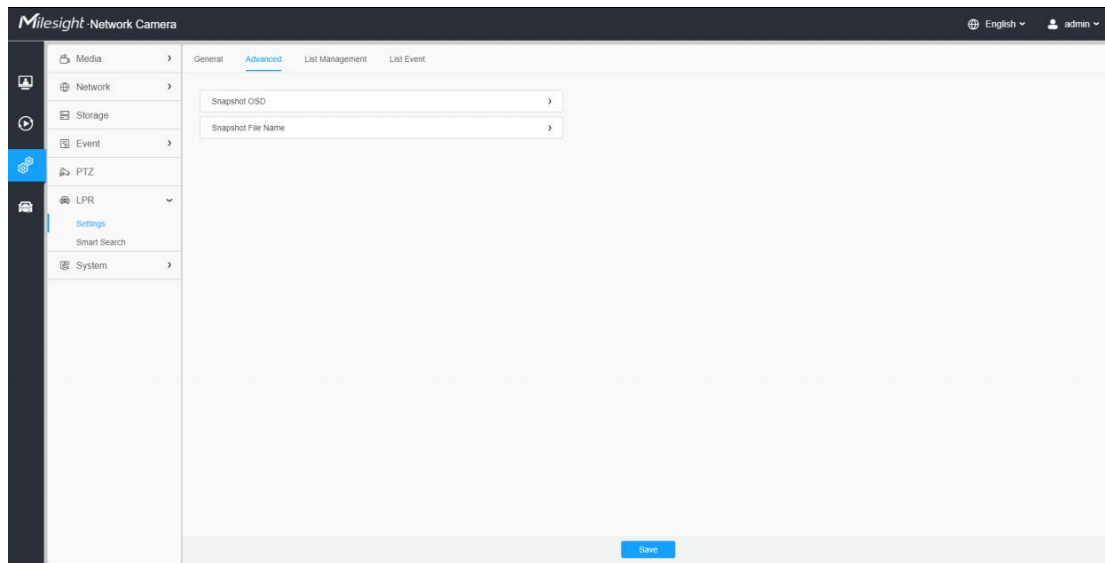 Milesight · Network Camera
English
admin
Media
Network
Storage
Event
PTZ
LPR
Settings
Smart Search
System
General Advanced List Management List Event
Snapshot OSD
Snapshot File Name
Save